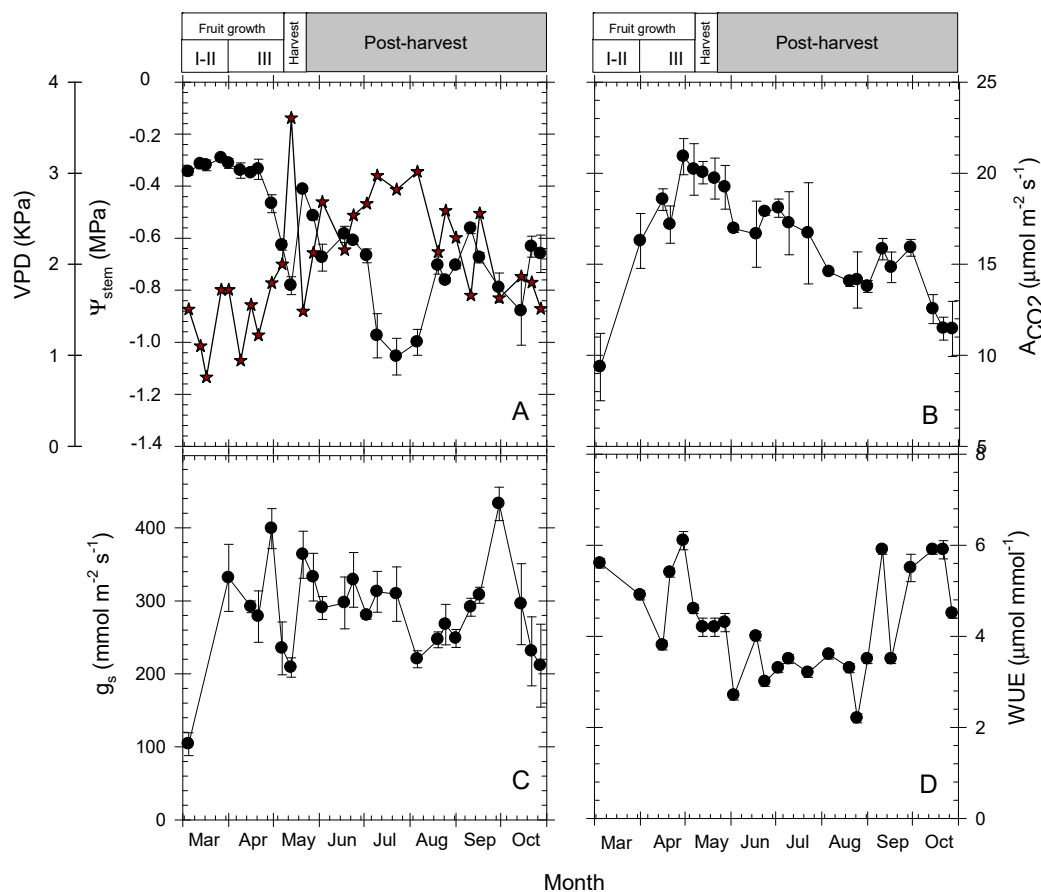 Fruit growth
Harvest
Post-harvest
I-II
III
Fruit growth
Harvest
Post-harvest
I-II
III
VPD (KPa)
4
3
2
1
0
Ψstem (MPa)
0
-0.2
-0.4
-0.6
-0.8
-1.0
-1.2
-1.4
A
B
25
20
15
10
5
ACO2 (μmol m-2 s-1)
gs (mmol m-2 s-1)
400
300
200
100
0
C
D
8
6
4
2
0
WUE (μmol mmol-1)
Mar Apr May Jun Jul Aug Sep Oct
Mar Apr May Jun Jul Aug Sep Oct
Month